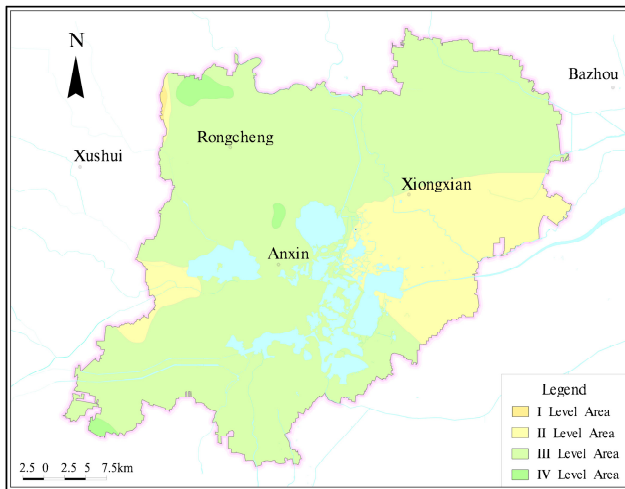 N
Bazhou
Rongcheng
Xushui
Xiongxian
Anxin
Legend
I Level Area
II Level Area
III Level Area
IV Level Area
2.5 0 2.5 5 7.5km